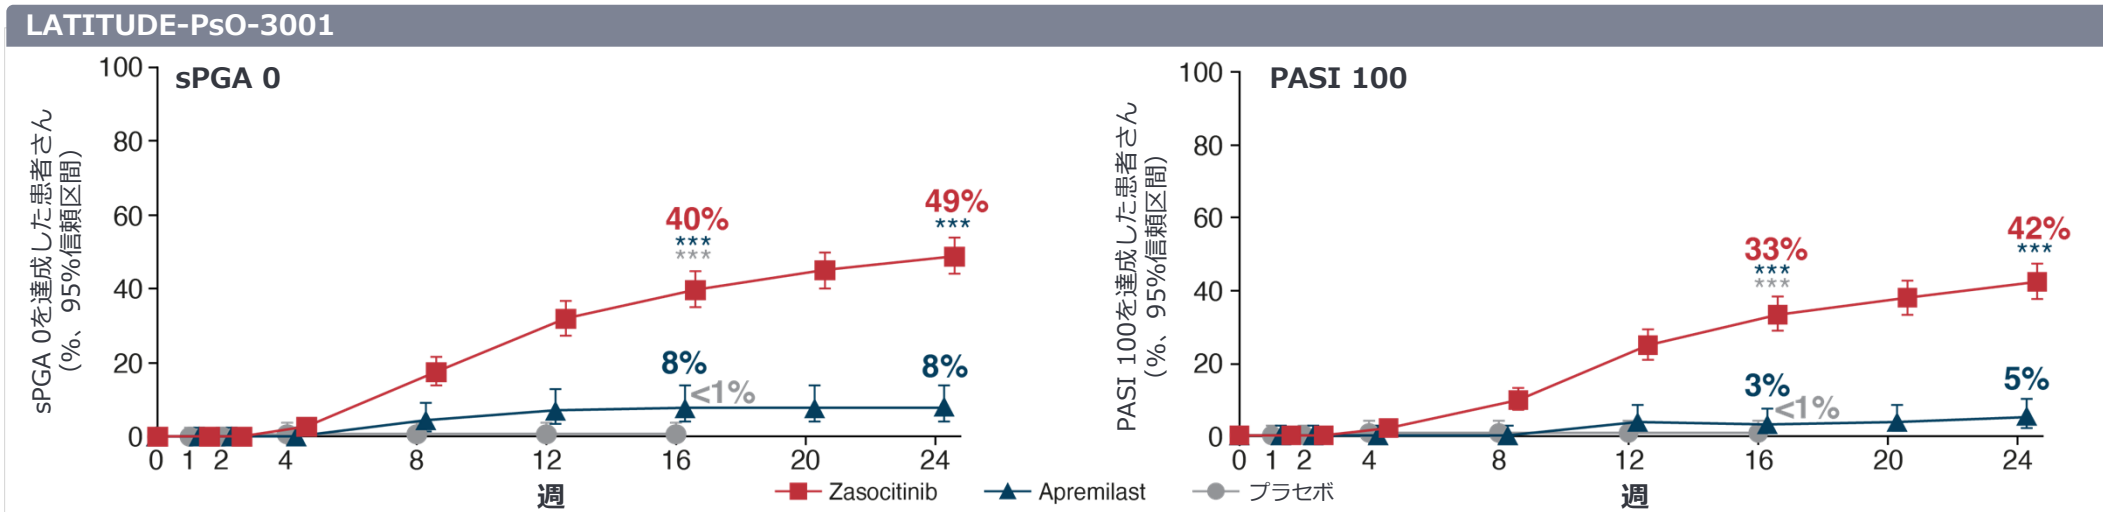 LATITUDE-PsO-3001
sPGA 0
sPGA 0を達成した患者さん
(%、95%信頼区間)
100
80
60
40
20
0
40%
***
***
49%
***
8%
<1%
8%
0 1 2 4 8 12 16 20 24
週
PASI 100
PASI 100を達成した患者さん
(%、95%信頼区間)
100
80
60
40
20
0
33%
***
***
42%
***
3%
<1%
5%
0 1 2 4 8 12 16 20 24
週
Zasocitinib Apremilast プラセボ